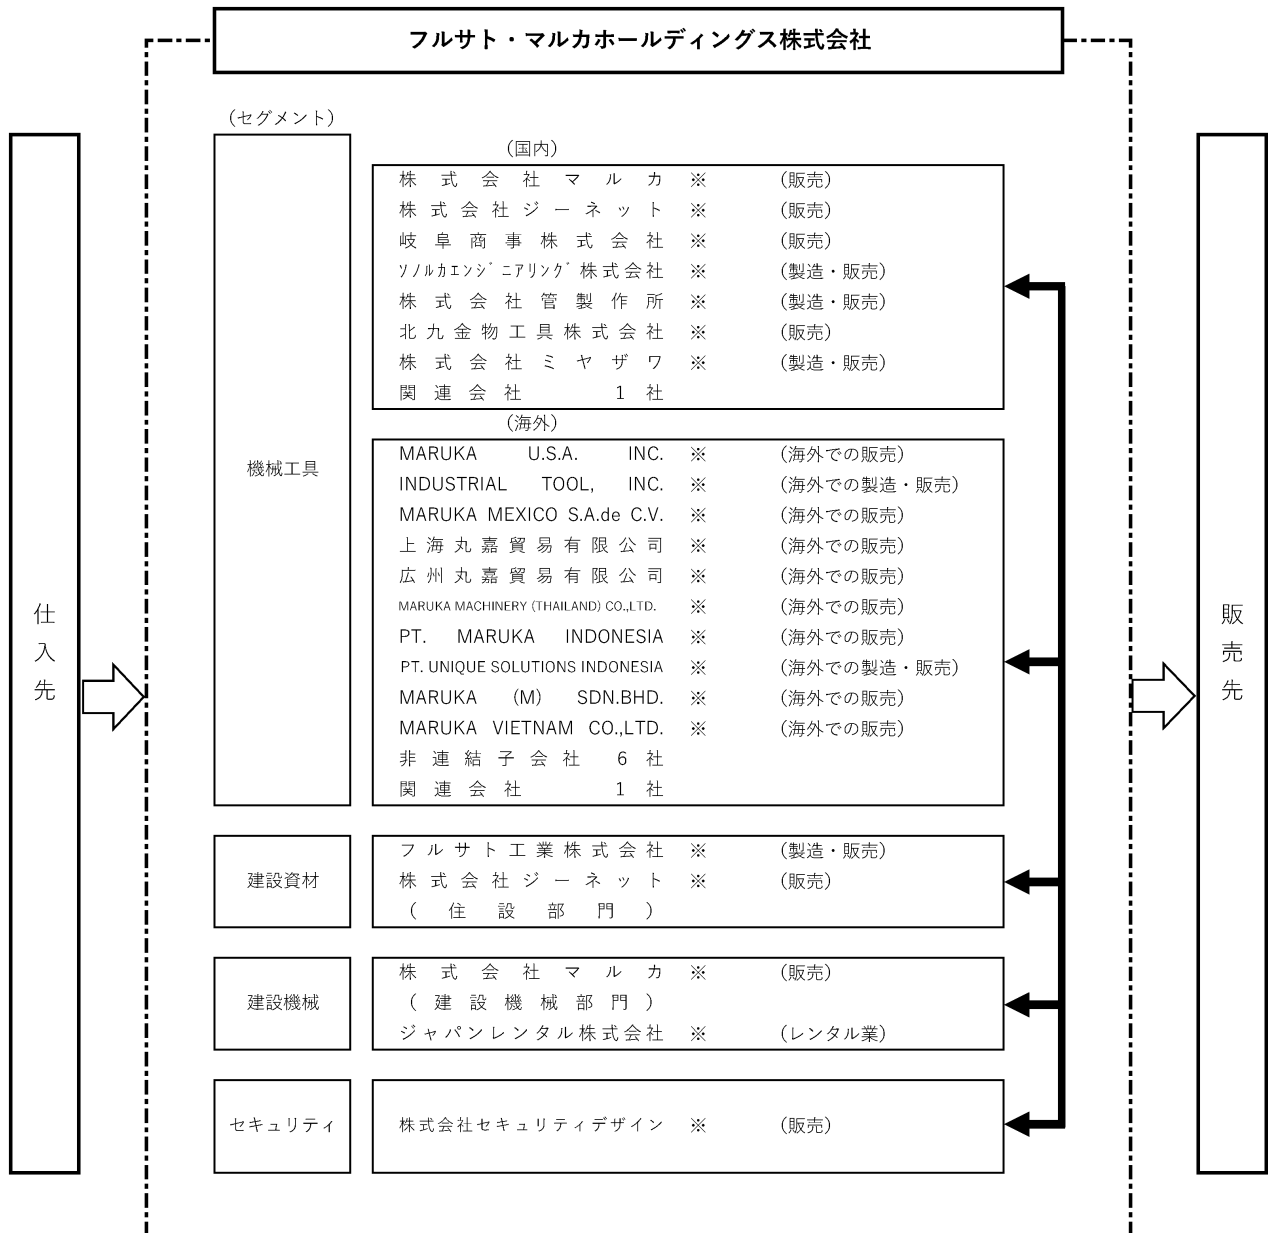 フルサト・マルカホールディングス株式会社
(セグメント)
仕入先
機械工具
(国内)
株式会社マルカ ※ (販売)
株式会社ジーネット ※ (販売)
岐阜商事株式会社 ※ (販売)
ｿﾉﾙｶｴﾝｼﾞﾆｱﾘﾝｸﾞ株式会社 ※ (製造・販売)
株式会社管製作所 ※ (製造・販売)
北九金物工具株式会社 ※ (販売)
株式会社ミヤザワ ※ (製造・販売)
関連会社 1 社
(海外)
MARUKA U.S.A. INC. ※ (海外での販売)
INDUSTRIAL TOOL, INC. ※ (海外での製造・販売)
MARUKA MEXICO S.A.de C.V. ※ (海外での販売)
上海丸嘉貿易有限公司 ※ (海外での販売)
広州丸嘉貿易有限公司 ※ (海外での販売)
MARUKA MACHINERY (THAILAND) CO.,LTD. ※ (海外での販売)
PT. MARUKA INDONESIA ※ (海外での販売)
PT. UNIQUE SOLUTIONS INDONESIA ※ (海外での製造・販売)
MARUKA (M) SDN.BHD. ※ (海外での販売)
MARUKA VIETNAM CO.,LTD. ※ (海外での販売)
非連結子会社 6 社
関連会社 1 社
建設資材
フルサト工業株式会社 ※ (製造・販売)
株式会社ジーネット ※ (販売)
(住設部門)
建設機械
株式会社マルカ ※ (販売)
(建設機械部門)
ジャパンレンタル株式会社 ※ (レンタル業)
セキュリティ
株式会社セキュリティデザイン ※ (販売)
販売先